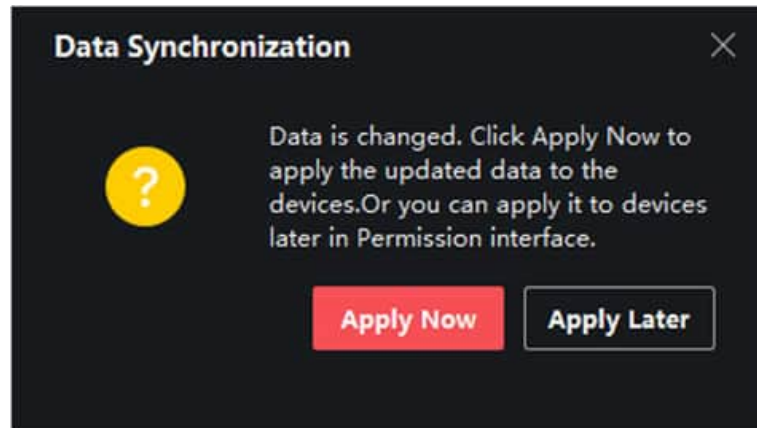 Data Synchronization
?
Data is changed. Click Apply Now to
apply the updated data to the
devices.Or you can apply it to devices
later in Permission interface.
Apply Now
Apply Later